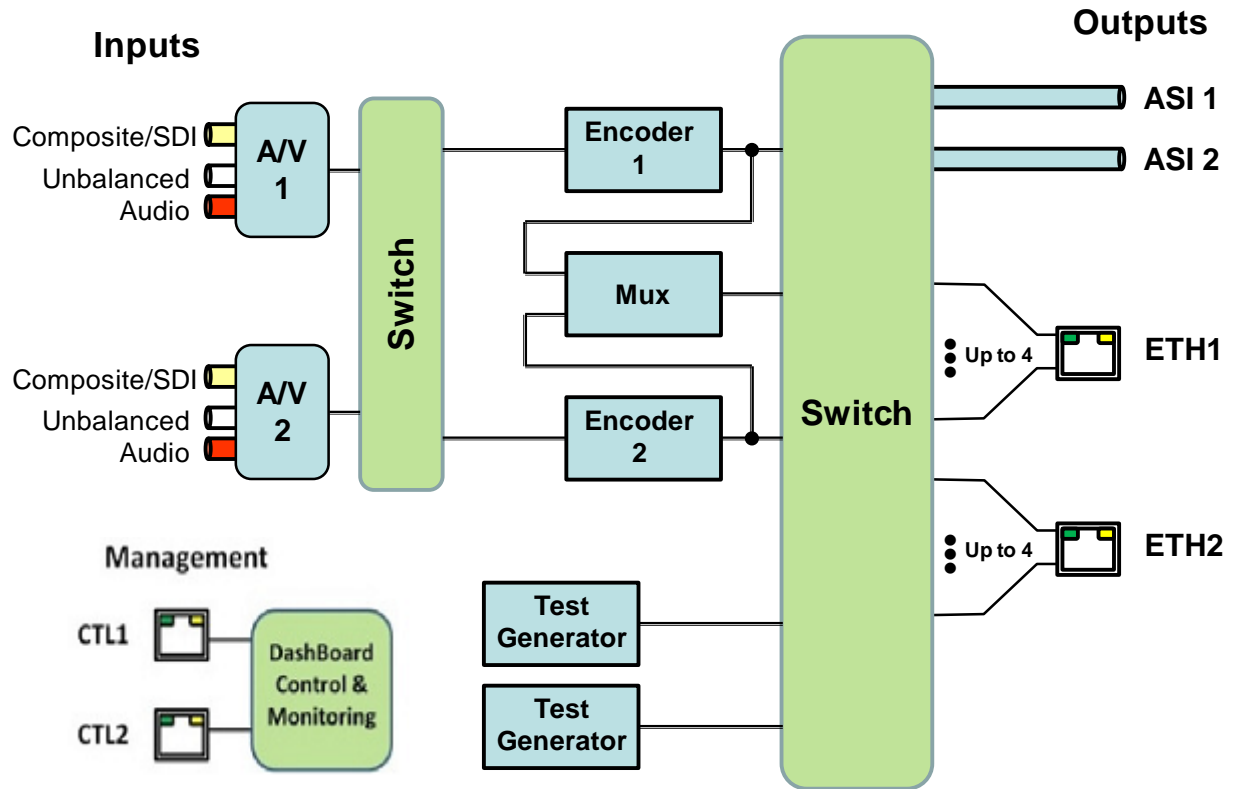 Inputs
Outputs
Composite/SDI
Unbalanced
Audio
A/V
1
Composite/SDI
Unbalanced
Audio
A/V
2
Switch
Encoder
1
Mux
Encoder
2
Test
Generator
Test
Generator
Switch
ASI 1
ASI 2
Up to 4
ETH1
Up to 4
ETH2
Management
CTL1
CTL2
DashBoard
Control &
Monitoring